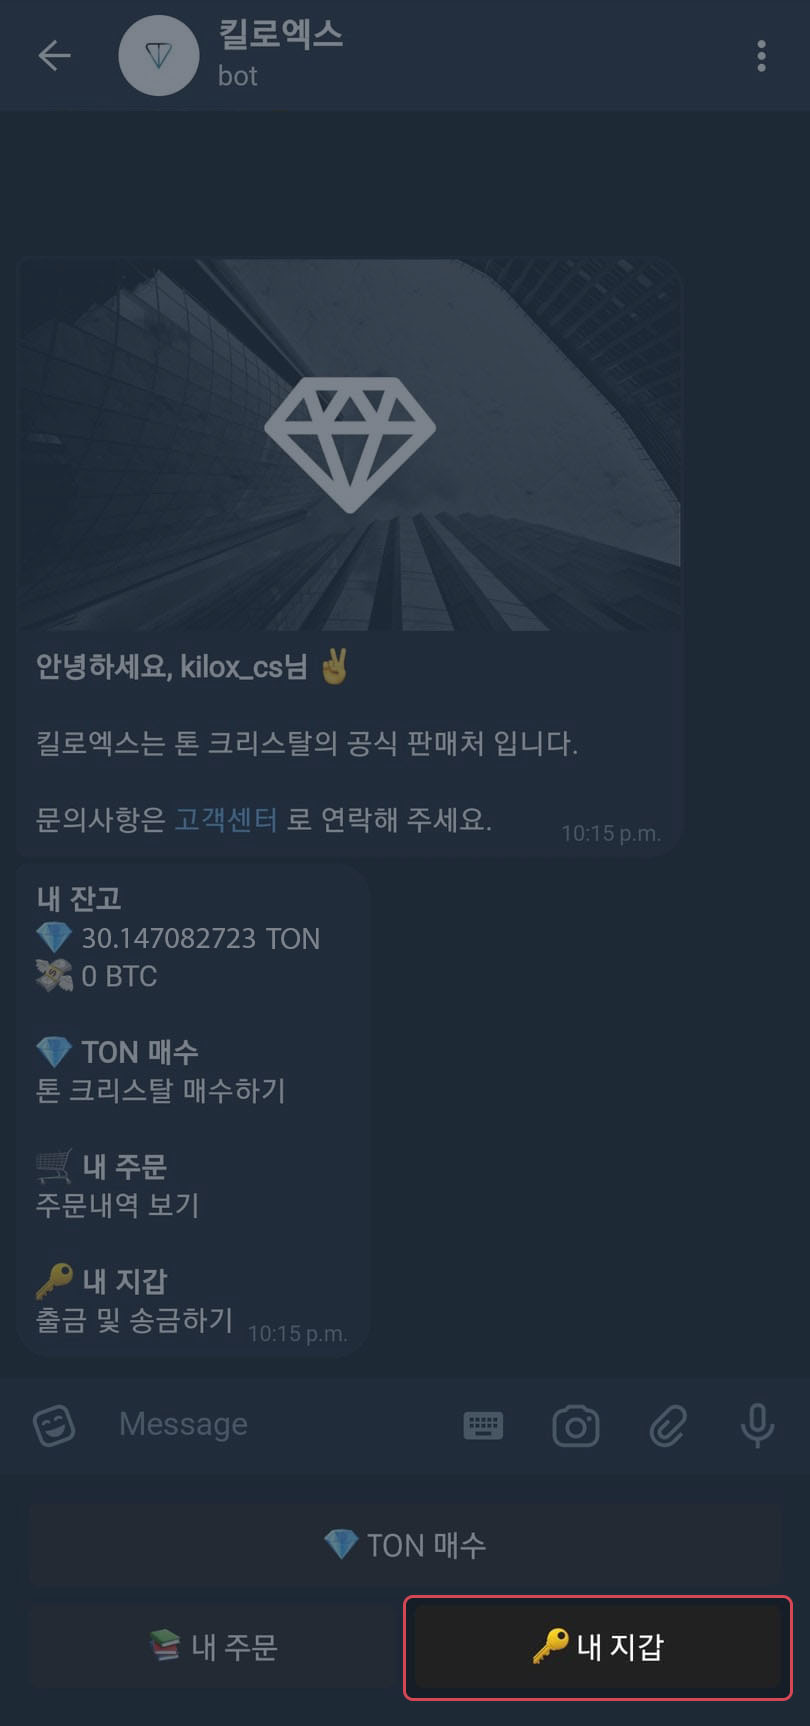 킬로엑스
bot
안녕하세요, kilox_cs님 ✌
킬로엑스는 톤 크리스탈의 공식 판매처 입니다.
문의사항은 고객센터 로 연락해 주세요.
10:15 p.m.
내 잔고
💎 30.147082723 TON
💸 0 BTC
💎 TON 매수
톤 크리스탈 매수하기
🛒 내 주문
주문내역 보기
🔑 내 지갑
출금 및 송금하기
10:15 p.m.
Message
💎 TON 매수
📚 내 주문
🔑 내 지갑